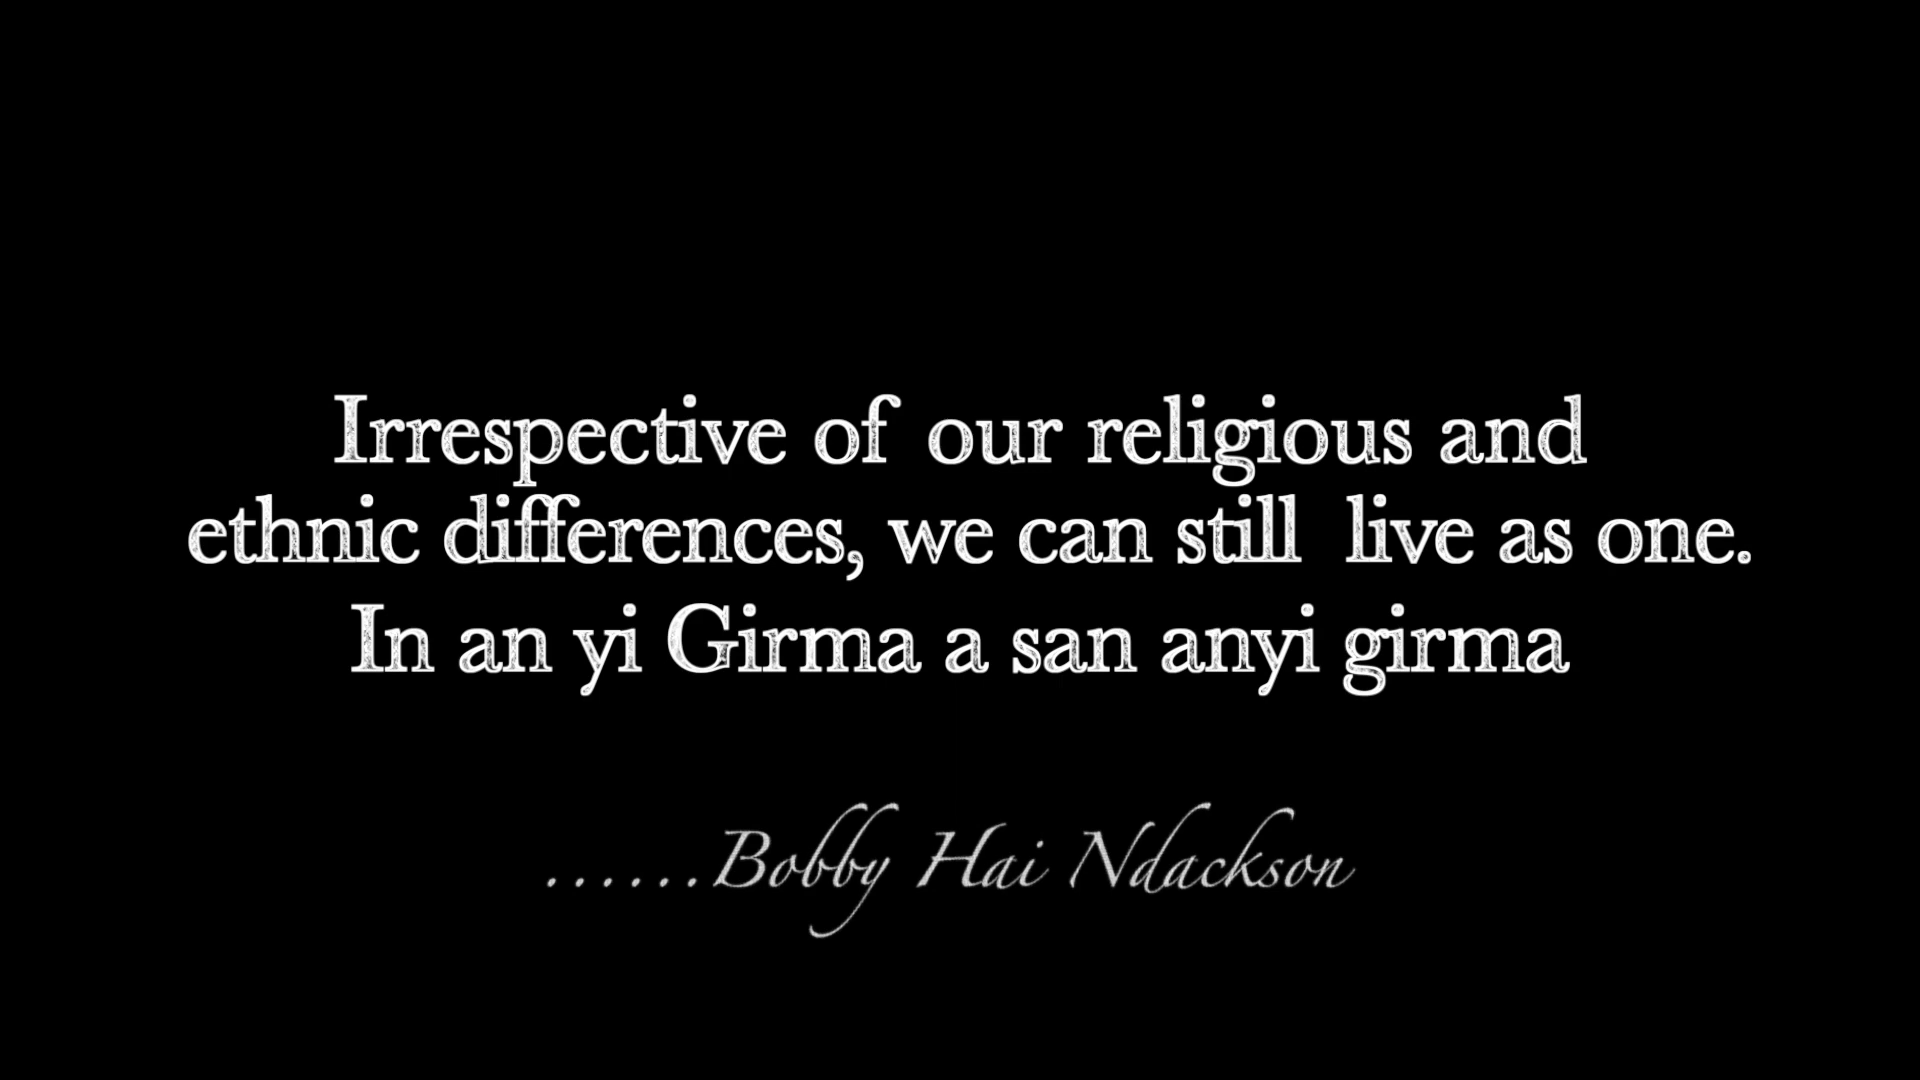 Irrespective of our religious and
ethnic differences, we can still live as one.
In an yi Girma a san anyi girma
......Bobby Hai Ndackson